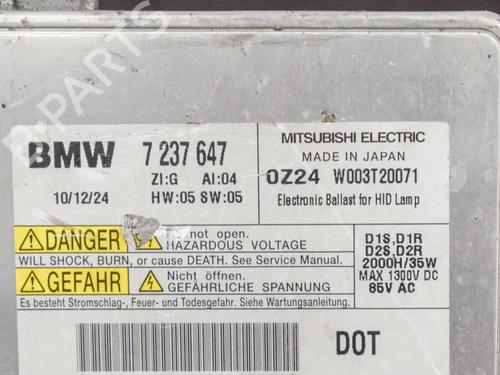 BMW 7 237 647
ZI:G AI:04
10/12/24 HW:05 SW:05
MITSUBISHI ELECTRIC
MADE IN JAPAN
0Z24 W003T20071
Electronic Ballast for HID Lamp
DANGER
not open.
HAZARDOUS VOLTAGE
WILL SHOCK, BURN, or cause DEATH. See Service Manual.
GEFAHR
Nicht öffnen.
GEFÄHRLICHE SPANNUNG
Es besteht Stromschlag-, Feuer- und Todesgefahr. Siehe Wartungsanleitung.
D1S,D1R
D2S,D2R
2000H/35W
MAX 1300V DC
85V AC
DOT
B-Parts